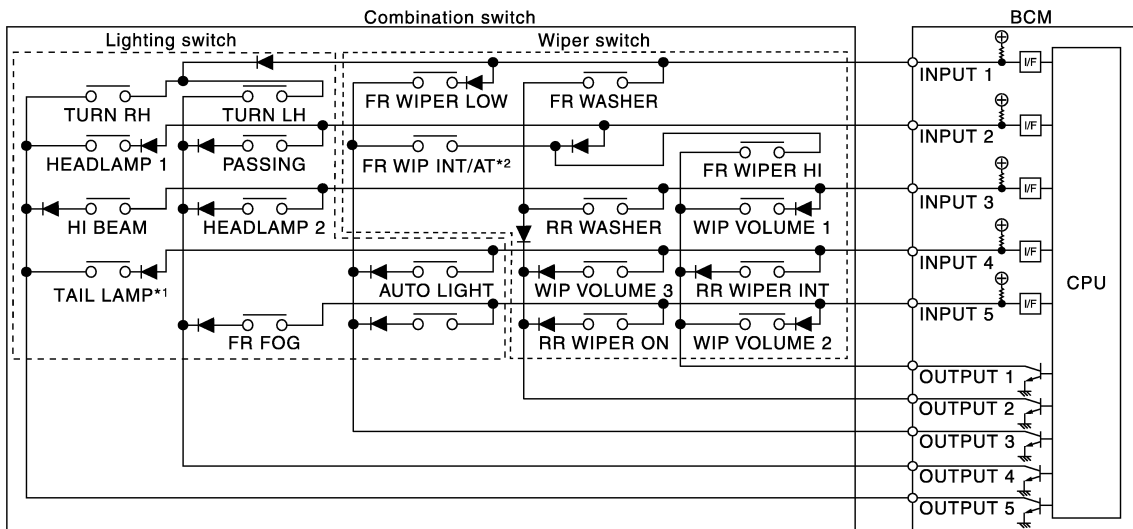 Combination switch
BCM
Lighting switch
Wiper switch
INPUT 1
I/F
TURN RH
TURN LH
FR WIPER LOW
FR WASHER
INPUT 2
I/F
HEADLAMP 1
PASSING
FR WIP INT/AT*2
FR WIPER HI
INPUT 3
I/F
HI BEAM
HEADLAMP 2
RR WASHER
WIP VOLUME 1
INPUT 4
I/F
TAIL LAMP*1
AUTO LIGHT
WIP VOLUME 3
RR WIPER INT
CPU
INPUT 5
I/F
FR FOG
RR WIPER ON
WIP VOLUME 2
OUTPUT 1
OUTPUT 2
OUTPUT 3
OUTPUT 4
OUTPUT 5